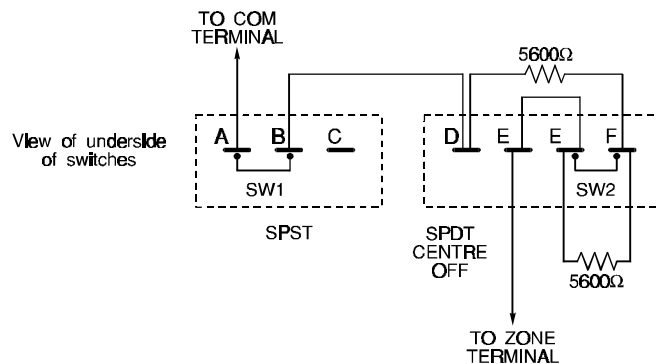 TO COM
TERMINAL
5600Ω
View of underside
of switches
A B C
D E E F
SW1
SW2
SPST
SPDT
CENTRE
OFF
5600Ω
TO ZONE
TERMINAL